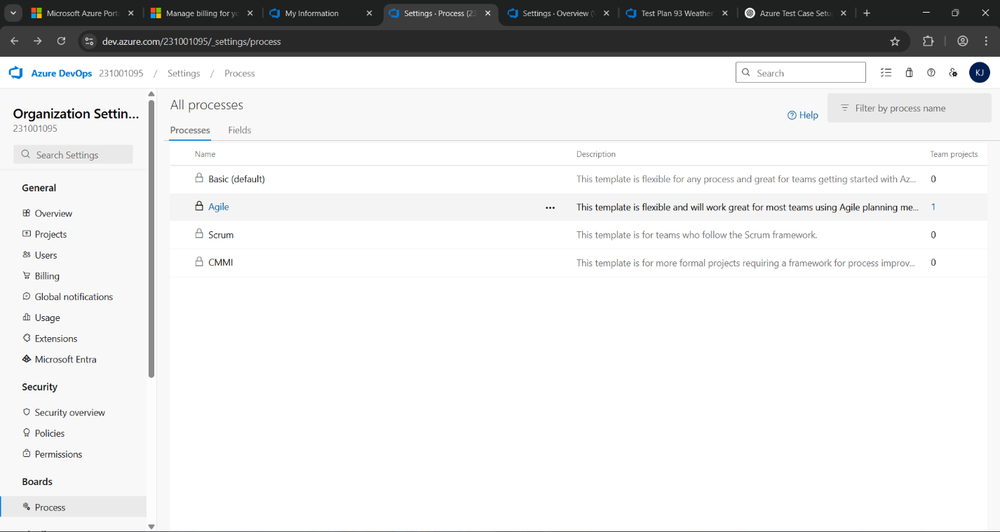 Microsoft Azure Port
Manage billing for yo
My Information
Settings · Process (23
Settings · Overview (
Test Plan 93 Weather
Azure Test Case Setu
dev.azure.com/231001095/_settings/process
Azure DevOps 231001095 / Settings / Process
Search
KJ
Organization Settin...
231001095
Search Settings
General
Overview
Projects
Users
Billing
Global notifications
Usage
Extensions
Microsoft Entra
Security
Security overview
Policies
Permissions
Boards
Process
All processes
Help
Filter by process name
Processes Fields
Name Description Team projects
Basic (default) This template is flexible for any process and great for teams getting started with Az... 0
Agile ... This template is flexible and will work great for most teams using Agile planning me... 1
Scrum This template is for teams who follow the Scrum framework. 0
CMMI This template is for more formal projects requiring a framework for process improv... 0